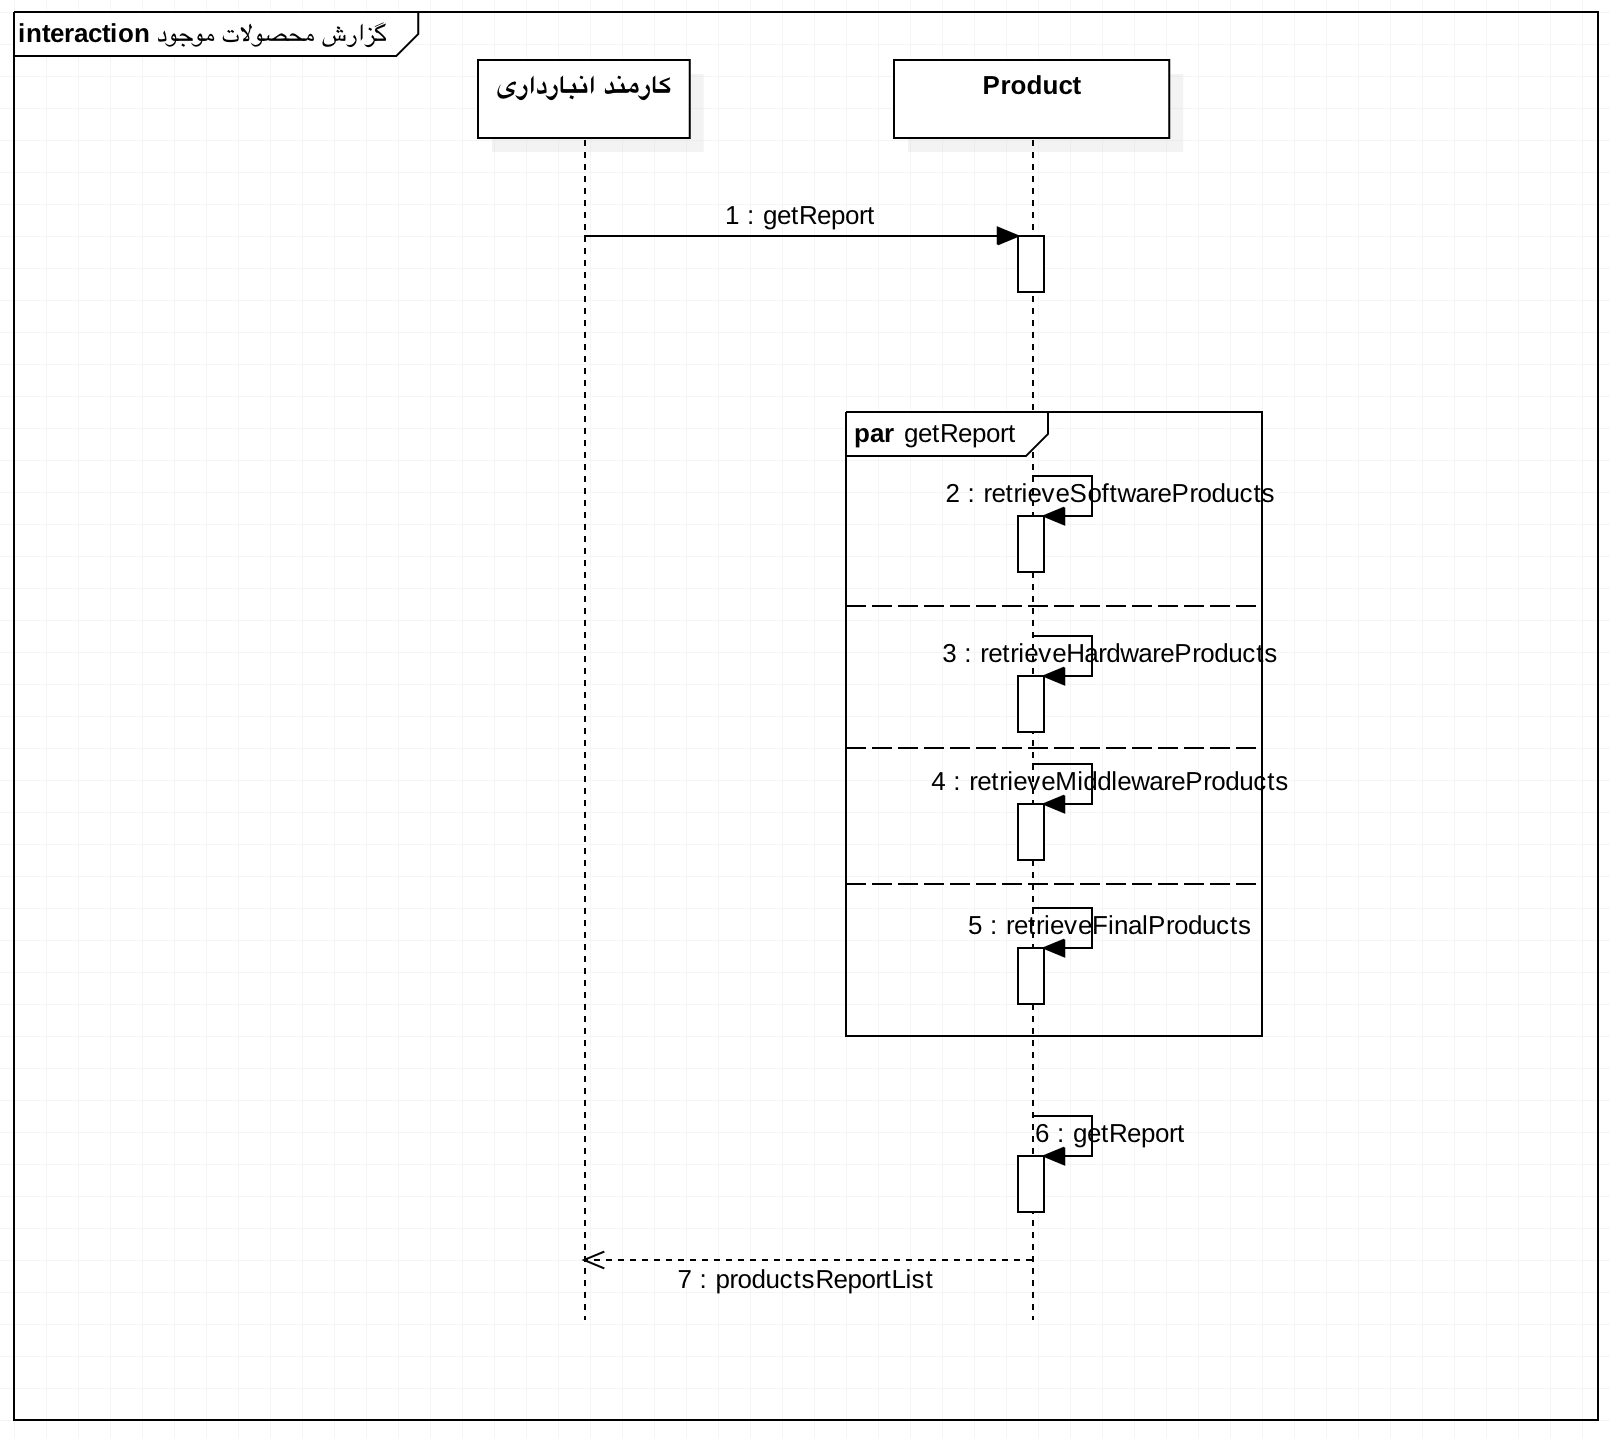 interaction گزارش محصولات موجود
کارمند انبارداری
Product
1 : getReport
par getReport
2 : retrieveSoftwareProducts
3 : retrieveHardwareProducts
4 : retrieveMiddlewareProducts
5 : retrieveFinalProducts
6 : getReport
7 : productsReportList